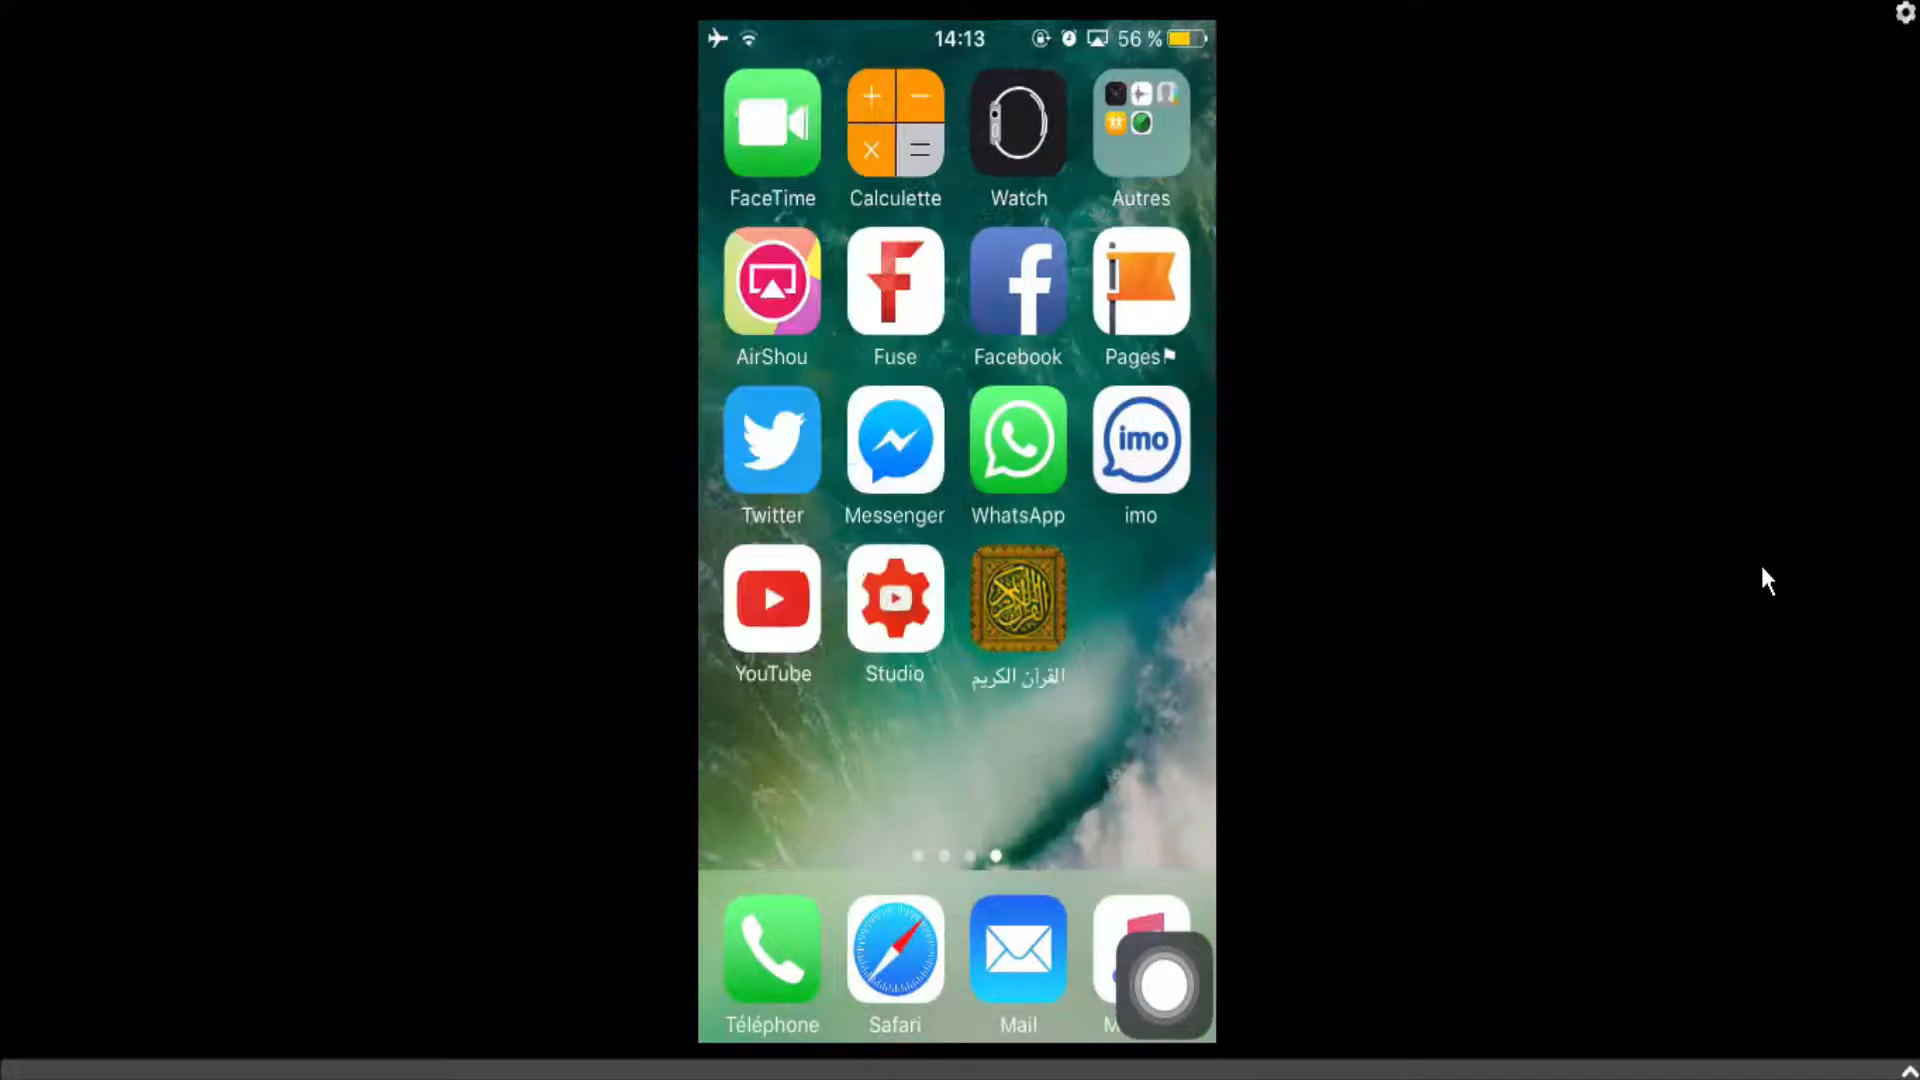 14:13 56 %
FaceTime Calculette Watch Autres
AirShou Fuse Facebook Pages
imo
Twitter Messenger WhatsApp imo
YouTube Studio القرآن الكريم
Téléphone Safari Mail